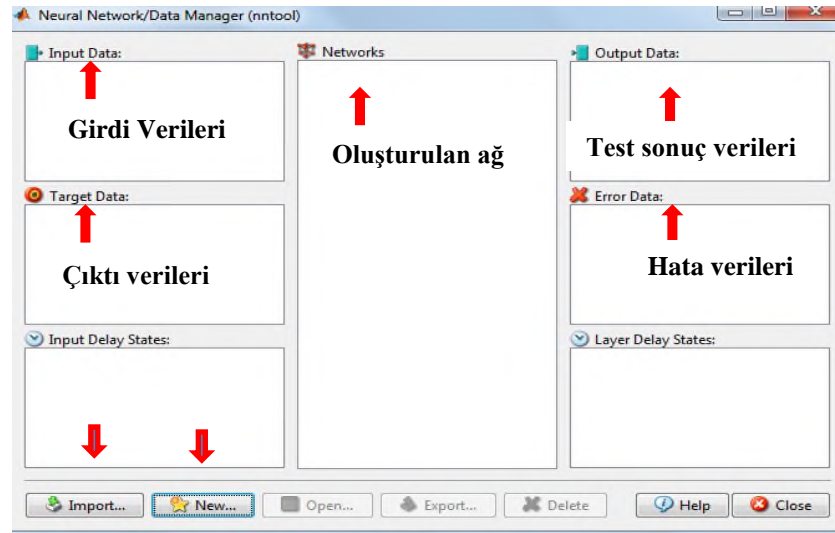 Neural Network/Data Manager (nntool)
Input Data:
Girdi Verileri
Networks
Oluşturulan ağ
Output Data:
Test sonuç verileri
Target Data:
Çıktı verileri
Error Data:
Hata verileri
Input Delay States:
Layer Delay States:
Import... New... Open... Export... Delete Help Close